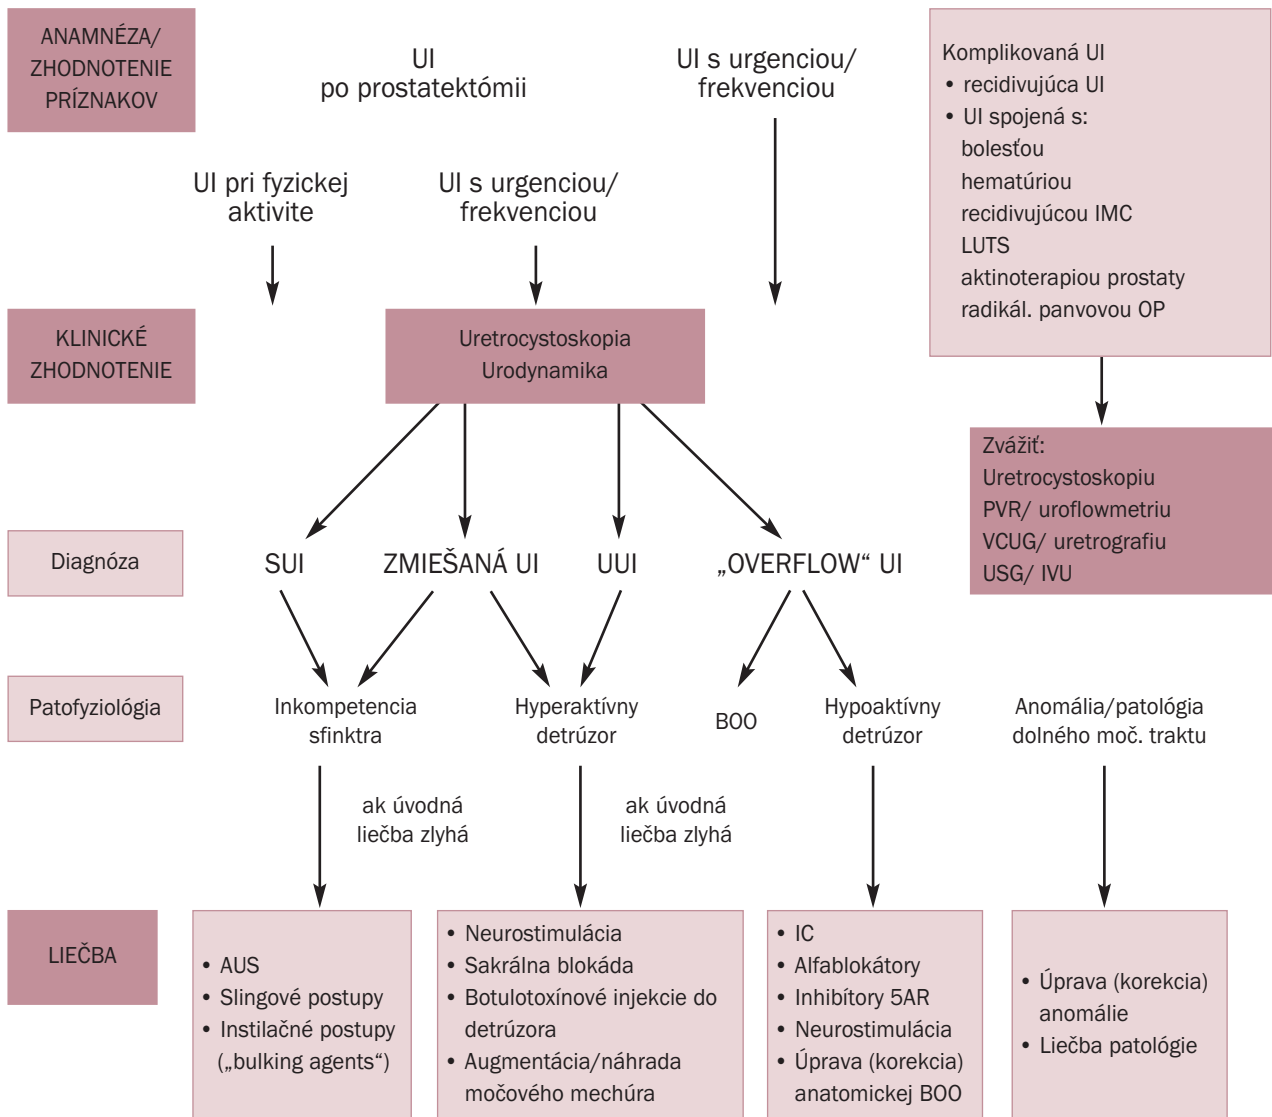 ANAMNÉZA/
ZHODNOTENIE
PRÍZNAKOV
UI
po prostatektómii
UI s urgenciou/
frekvenciou
Komplikovaná UI
• recidivujúca UI
• UI spojená s:
bolesťou
hematúriou
recidivujúcou IMC
LUTS
aktinoterapiou prostaty
radikál. panvovou OP
UI pri fyzickej
aktivite
UI s urgenciou/
frekvenciou
KLINICKÉ
ZHODNOTENIE
Uretrocystoskopia
Urodynamika
Zvážiť:
Uretrocystoskopiu
PVR/ uroflowmetriu
VCUG/ uretrografiu
USG/ IVU
Diagnóza
SUI
ZMIEŠANÁ UI
UUI
„OVERFLOW“ UI
Patofyziológia
Inkompetencia
sfinktra
Hyperaktívny
detrúzor
BOO
Hypoaktívny
detrúzor
Anomália/patológia
dolného moč. traktu
ak úvodná
liečba zlyhá
ak úvodná
liečba zlyhá
LIEČBA
• AUS
• Slingové postupy
• Instilačné postupy
(„bulking agents“)
• Neurostimulácia
• Sakrálna blokáda
• Botulotoxínové injekcie do
detrúzora
• Augmentácia/náhrada
močového mechúra
• IC
• Alfablokátory
• Inhibítory 5AR
• Neurostimulácia
• Úprava (korekcia)
anatomickej BOO
• Úprava (korekcia)
anomálie
• Liečba patológie